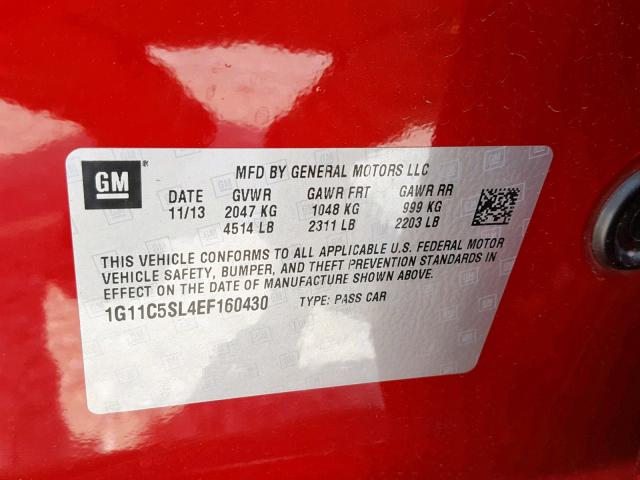 GM ® MFD BY GENERAL MOTORS LLC
DATE GVWR GAWR FRT GAWR RR
11/13 2047 KG 1048 KG 999 KG
4514 LB 2311 LB 2203 LB
THIS VEHICLE CONFORMS TO ALL APPLICABLE U.S. FEDERAL MOTOR
VEHICLE SAFETY, BUMPER, AND THEFT PREVENTION STANDARDS IN
EFFECT ON THE DATE OF MANUFACTURE SHOWN ABOVE.
1G11C5SL4EF160430 TYPE: PASS CAR